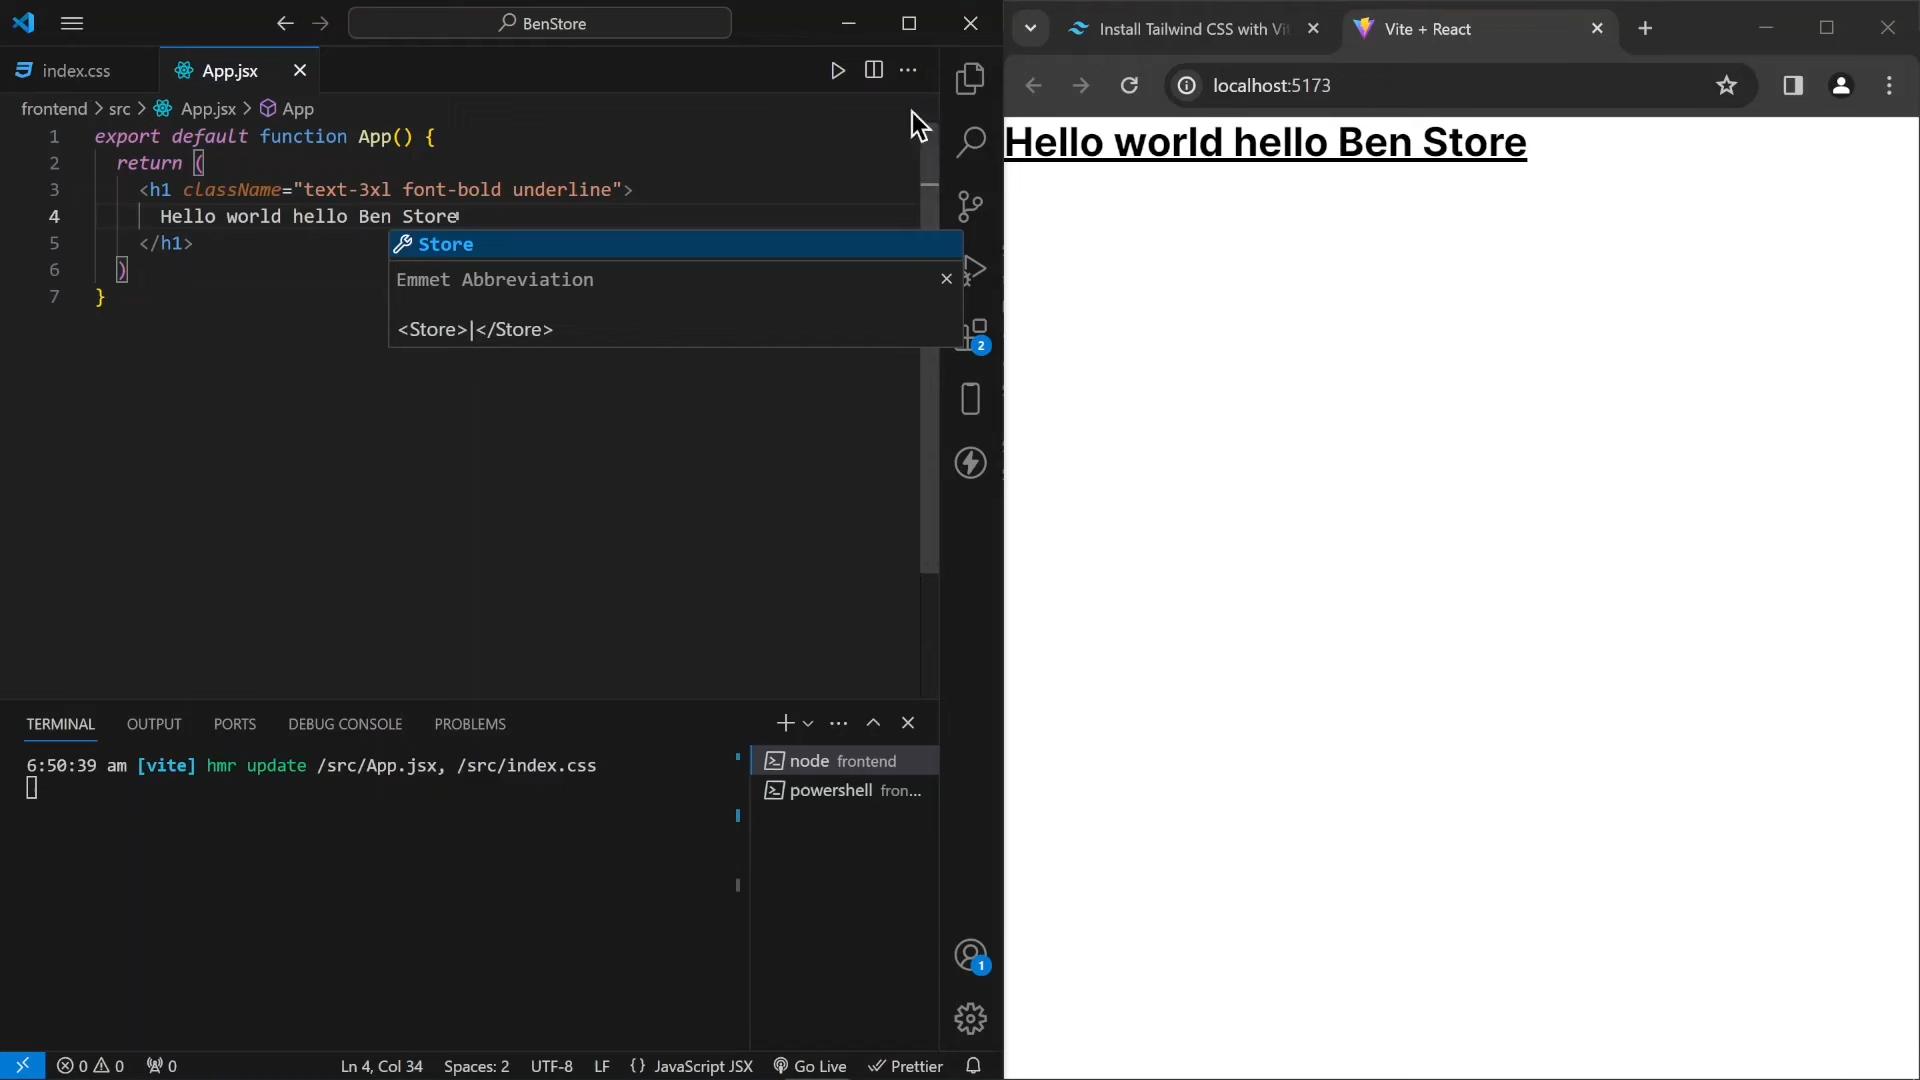 BenStore
index.css
App.jsx
frontend > src > App.jsx > App
1 export default function App() {
2 return (
3 <h1 className="text-3xl font-bold underline">
4 Hello world hello Ben Store
5 </h1>
6 )
7 }
Store
Emmet Abbreviation
<Store>|</Store>
2
TERMINAL OUTPUT PORTS DEBUG CONSOLE PROBLEMS
6:50:39 am [vite] hmr update /src/App.jsx, /src/index.css
node frontend
powershell fron...
1
0 0 0 Ln 4, Col 34 Spaces: 2 UTF-8 LF {} JavaScript JSX Go Live Prettier
Install Tailwind CSS with Vi
Vite + React
localhost:5173
Hello world hello Ben Store